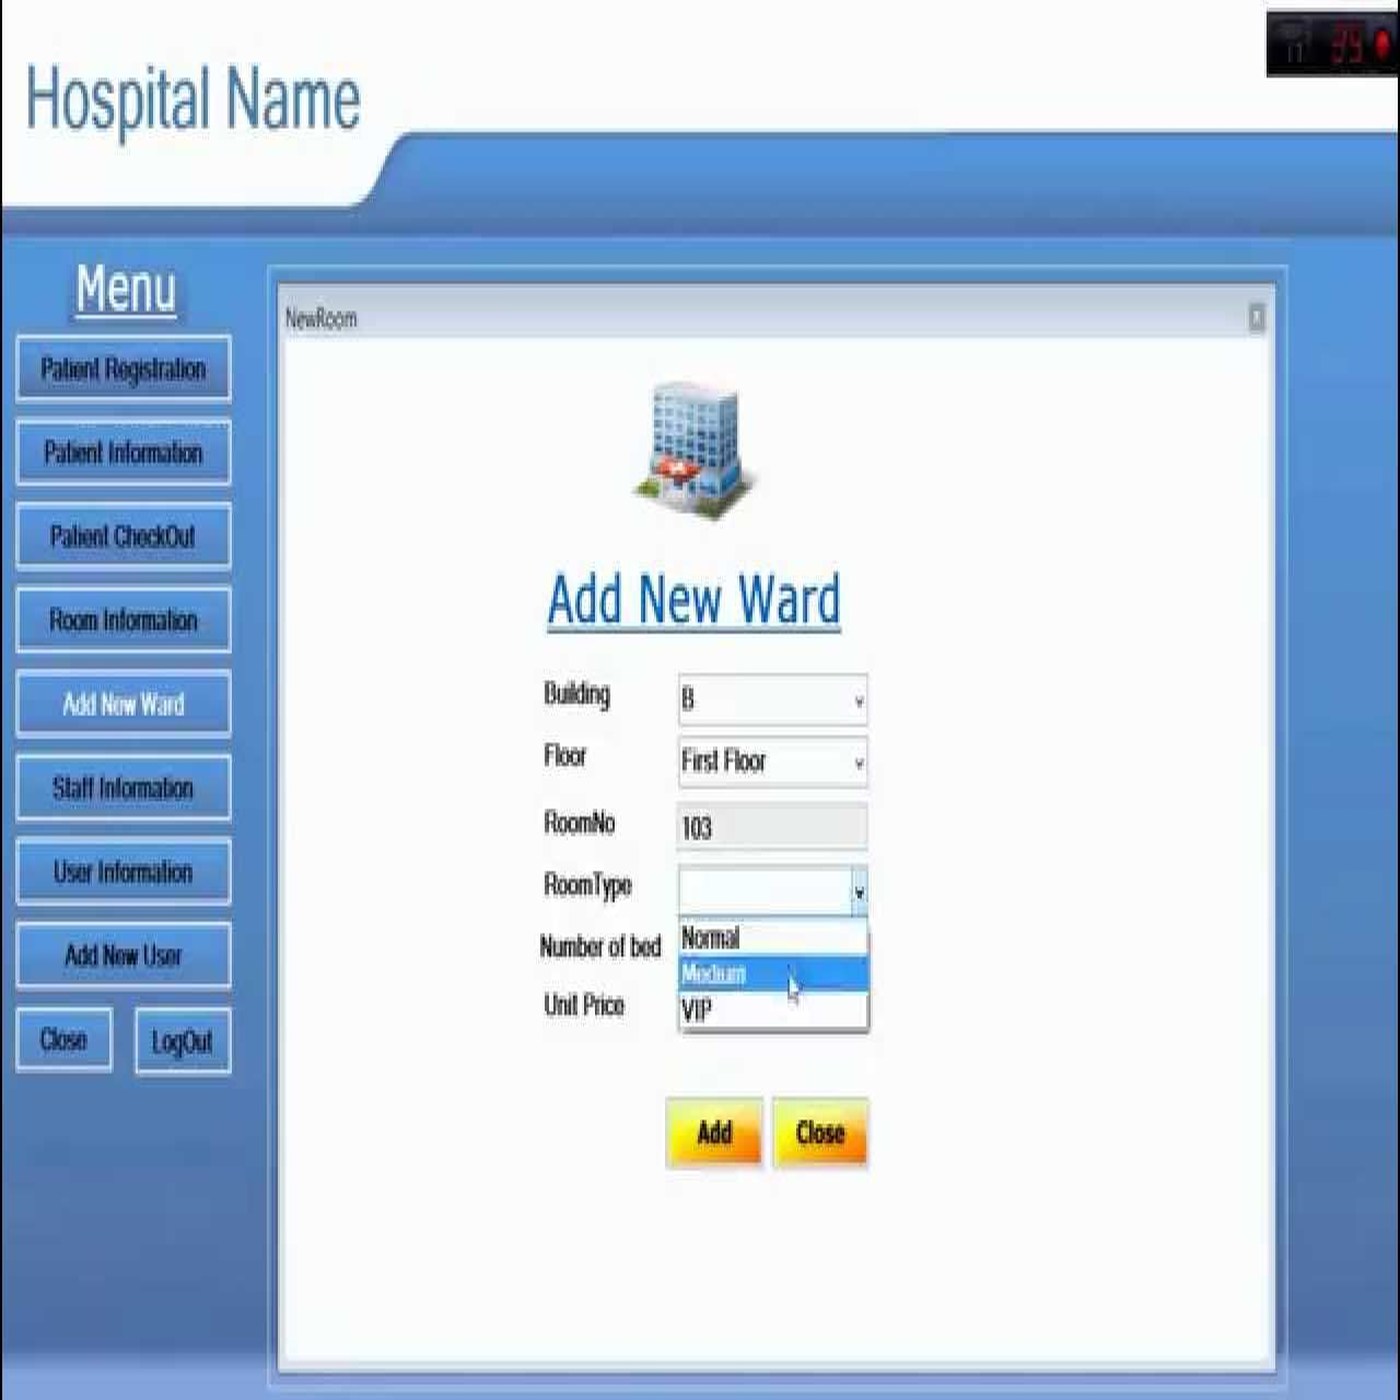 Hospital Name
39
Menu
Patient Registration
Patient Information
Patient CheckOut
Room Information
Add New Ward
Staff Information
User Information
Add New User
Close
LogOut
NewRoom
Add New Ward
Building
B
Floor
First Floor
RoomNo
103
RoomType
Normal
Medium
VIP
Number of bed
Unit Price
Add
Close